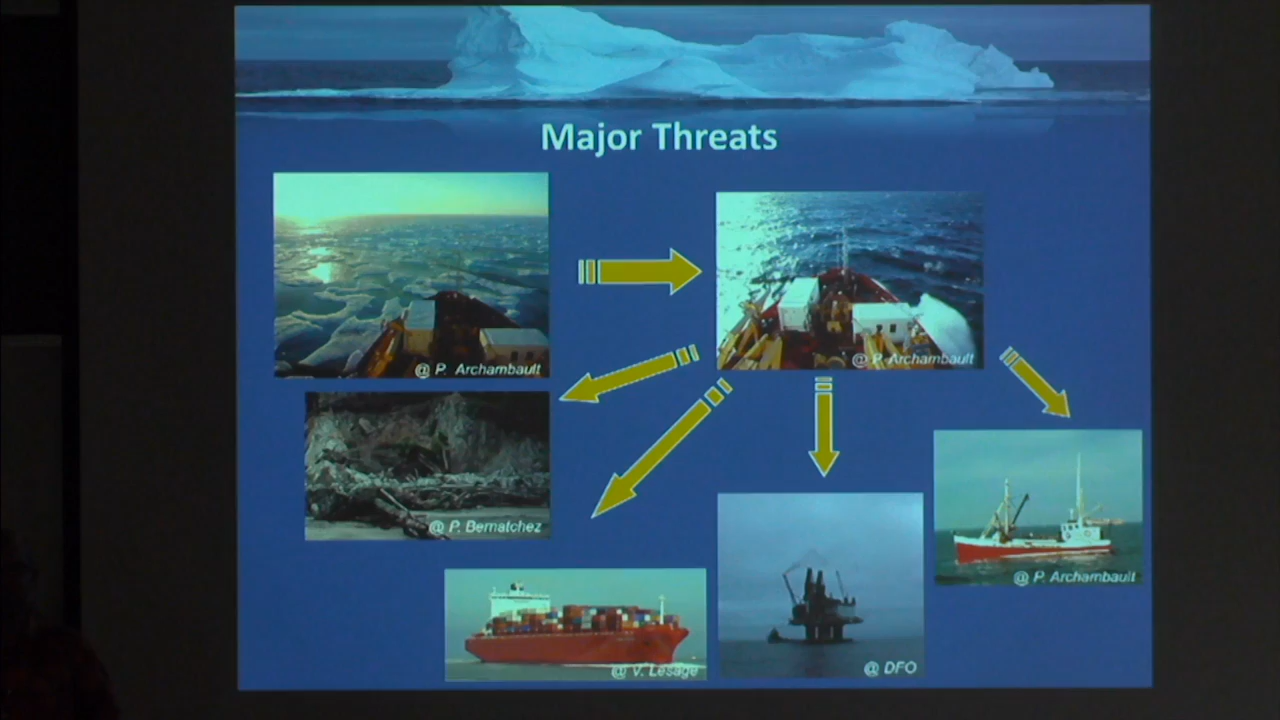 Major Threats
@ P. Archambault
@ P. Archambault
@ P. Bernatchez
@ P. Archambault
@ V. Lesage
@ DFO